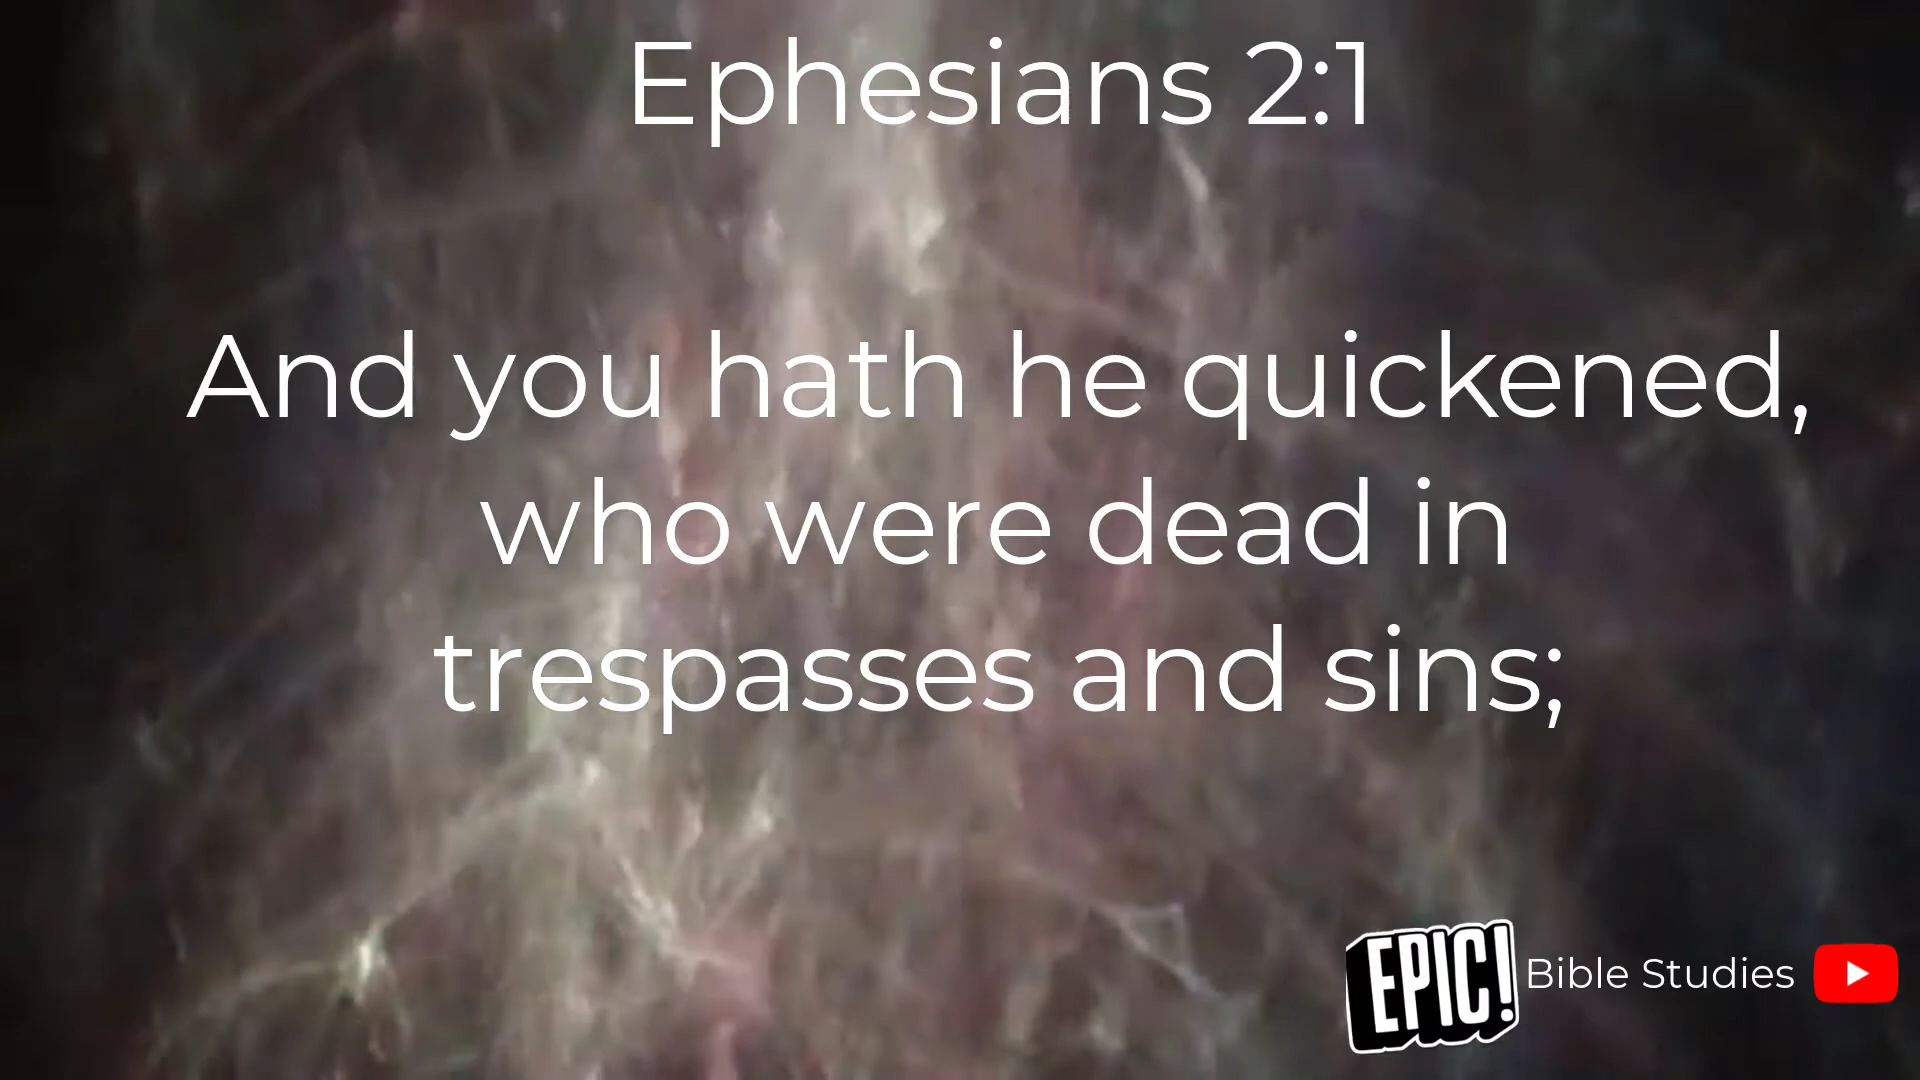 Ephesians 2:1
And you hath he quickened,
who were dead in
trespasses and sins;
EPIC! Bible Studies